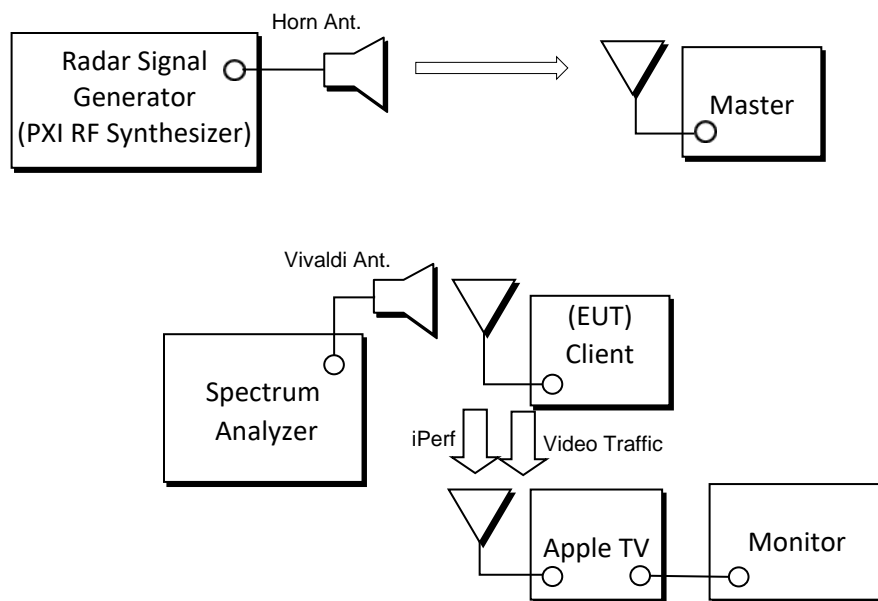 Horn Ant.
Radar Signal
Generator
(PXI RF Synthesizer)
Master
Vivaldi Ant.
(EUT)
Client
Spectrum
Analyzer
iPerf
Video Traffic
Apple TV
Monitor